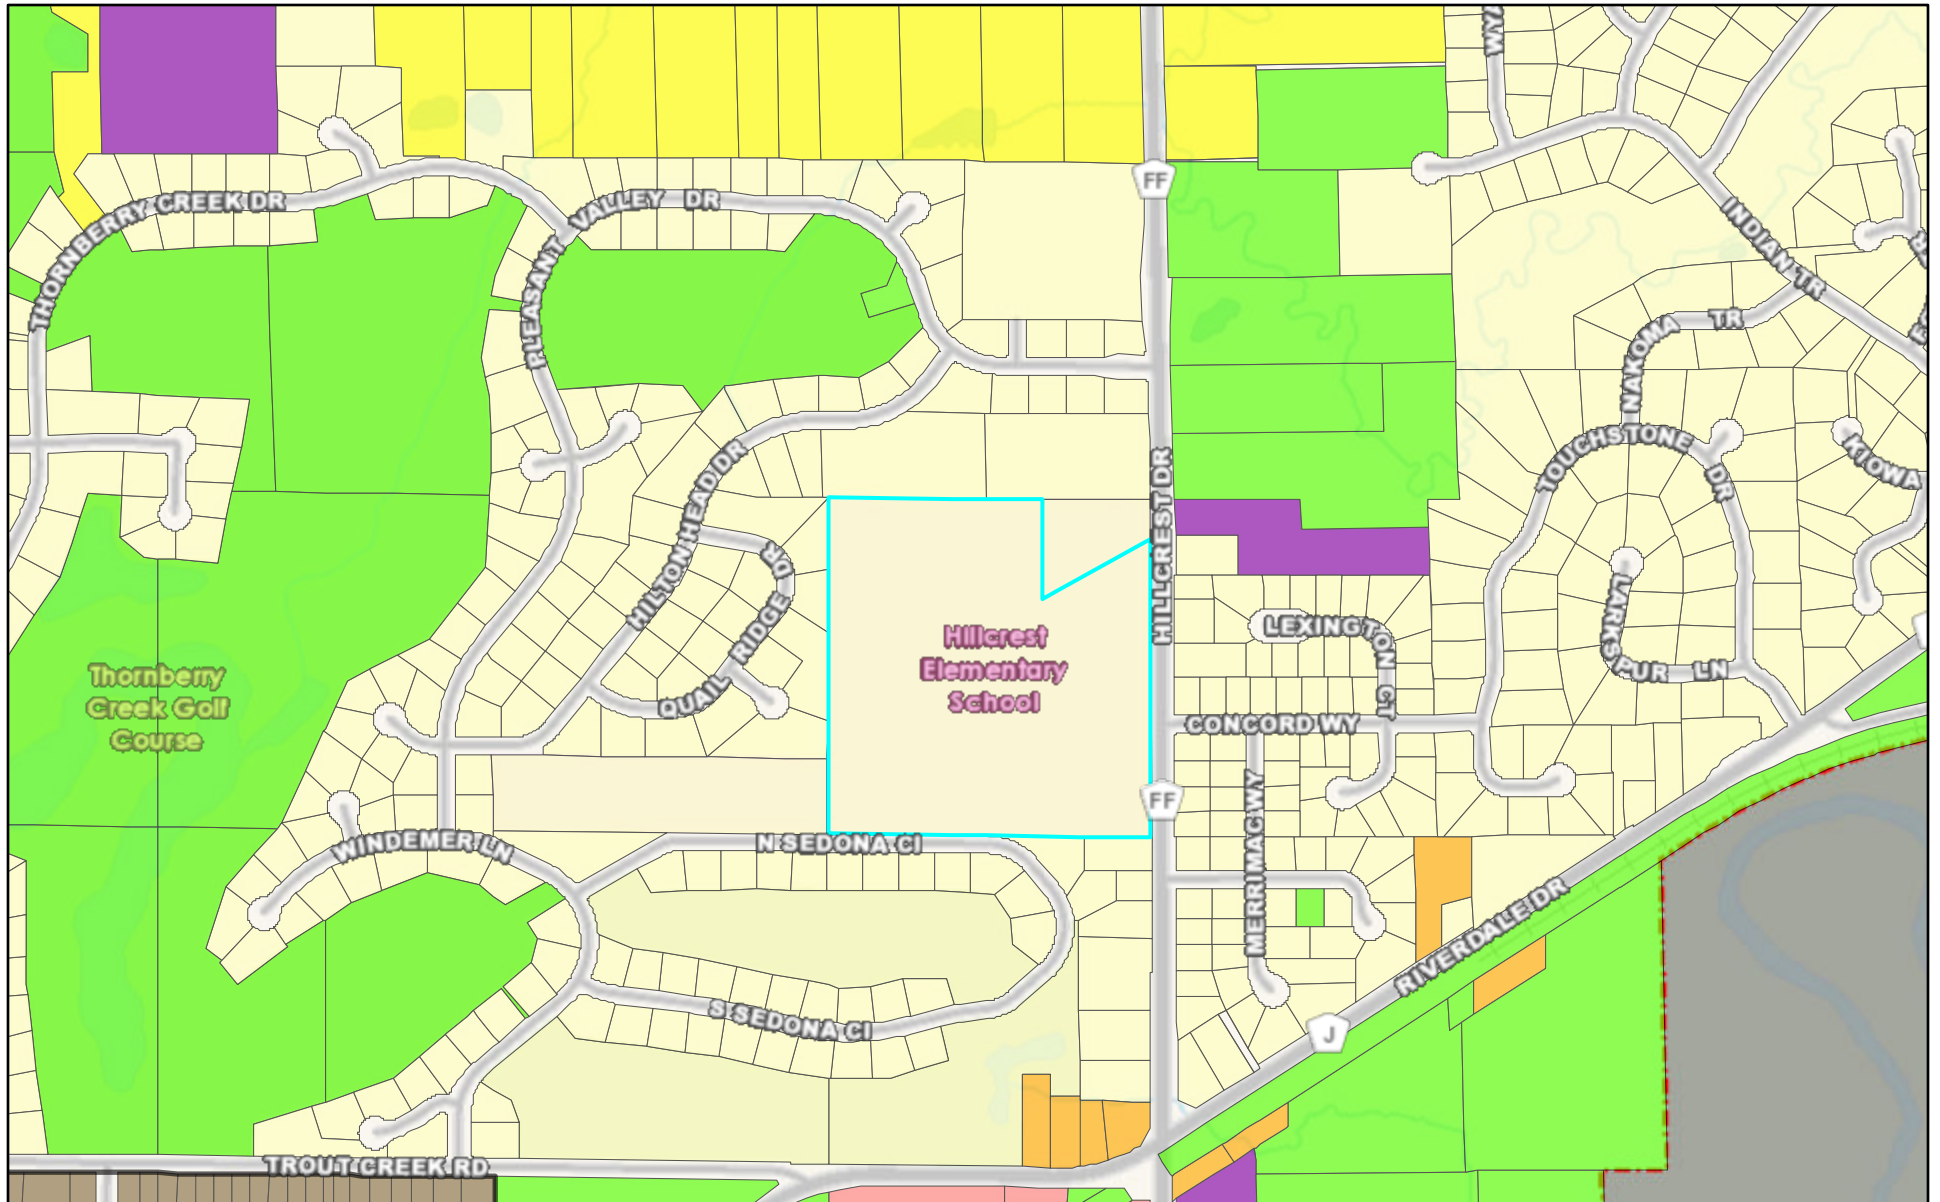 WY
FF
THORNBERRY CREEK DR
VALLEY DR
PLEASANT
INDIAN TR
NAKOMA TR
TOUCHSTONE DR
KIOWA
HILLCREST DR
HILTON HEAD DR
QUAIL RIDGE DR
LARKSPUR LN
LEXINGTON CT
Hillcrest
Elementary
School
Thornberry
Creek Golf
Course
CONCORD WY
FF
MERRIMAC WY
WINDEMER LN
N SEDONA CI
S SEDONA CI
RIVERDALE DR
J
TROUT CREEK RD